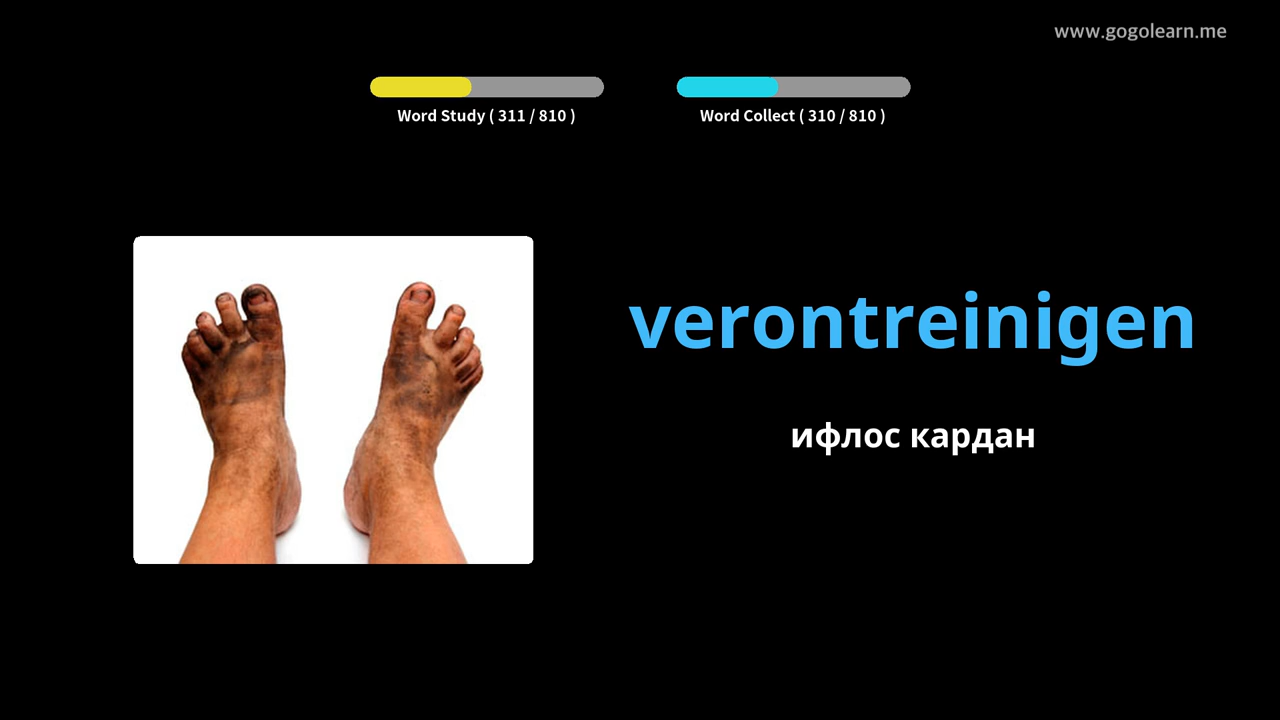 www.gogolearn.me
Word Study ( 311 / 810 )
Word Collect ( 310 / 810 )
verontreinigen
ифлос кардан